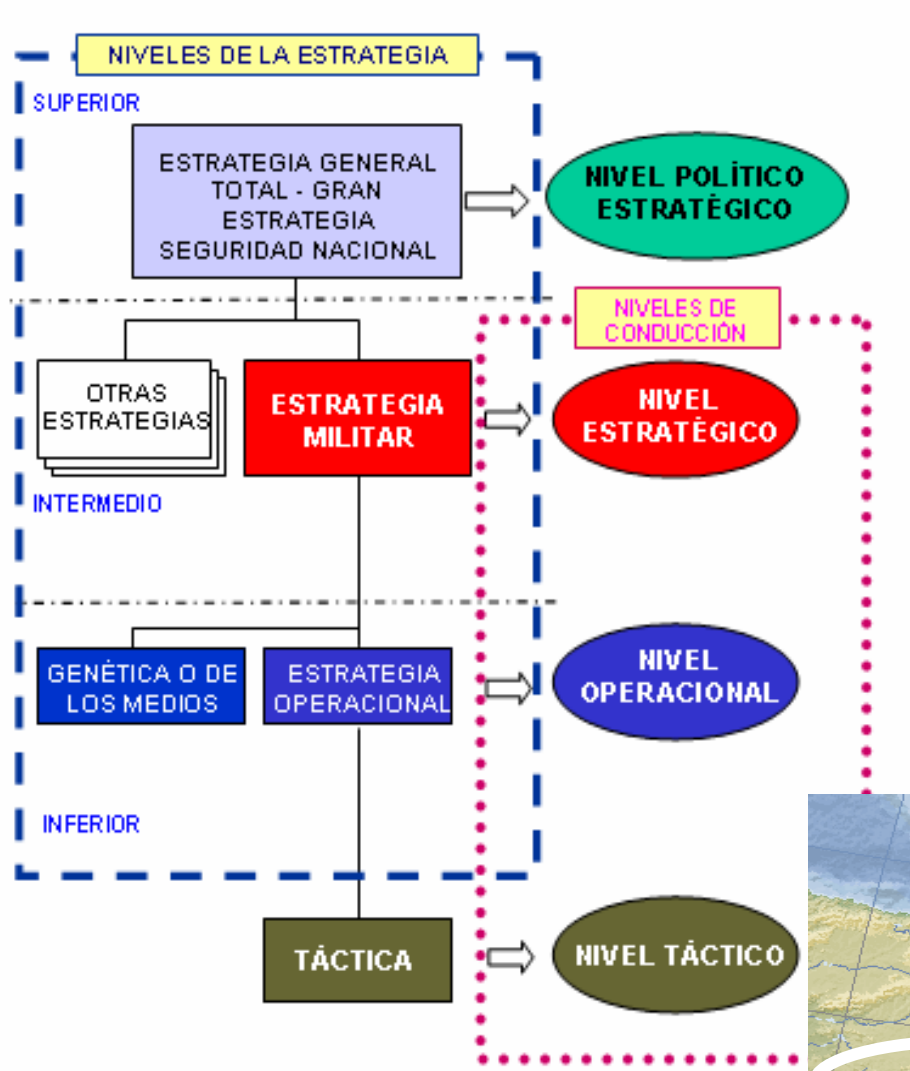 NIVELES DE LA ESTRATEGIA
SUPERIOR
ESTRATEGIA GENERAL
TOTAL - GRAN
ESTRATEGIA
SEGURIDAD NACIONAL
NIVEL POLÍTICO
ESTRATÉGICO
NIVELES DE
CONDUCCIÓN
OTRAS
ESTRATEGIAS
ESTRATEGIA
MILITAR
NIVEL
ESTRATÉGICO
INTERMEDIO
GENÉTICA O DE
LOS MEDIOS
ESTRATEGIA
OPERACIONAL
NIVEL
OPERACIONAL
INFERIOR
TÁCTICA
NIVEL TÁCTICO